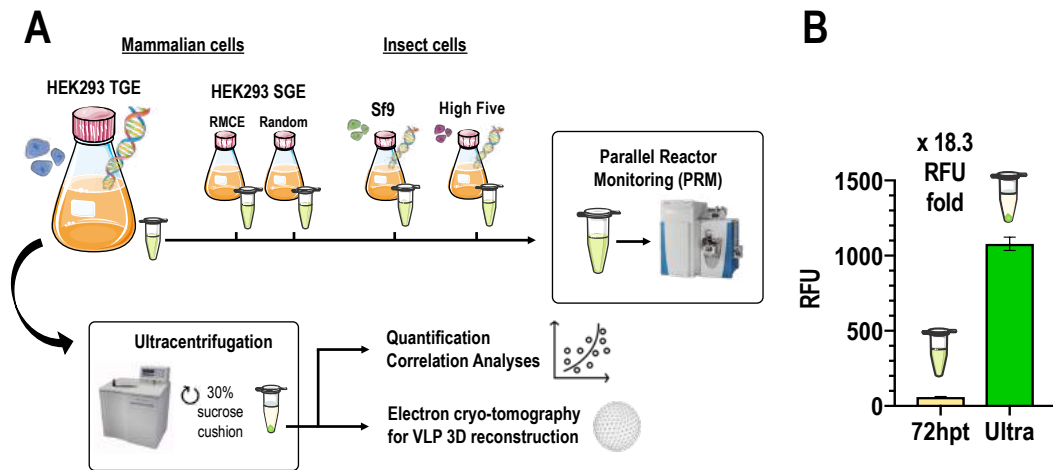 A
Mammalian cells
Insect cells
HEK293 TGE
HEK293 SGE
RMCE
Random
Sf9
High Five
Parallel Reactor
Monitoring (PRM)
Ultracentrifugation
30%
sucrose
cushion
Quantification
Correlation Analyses
Electron cryo-tomography
for VLP 3D reconstruction
B
x 18.3
RFU
fold
RFU
1500
1000
500
0
72hpt
Ultra